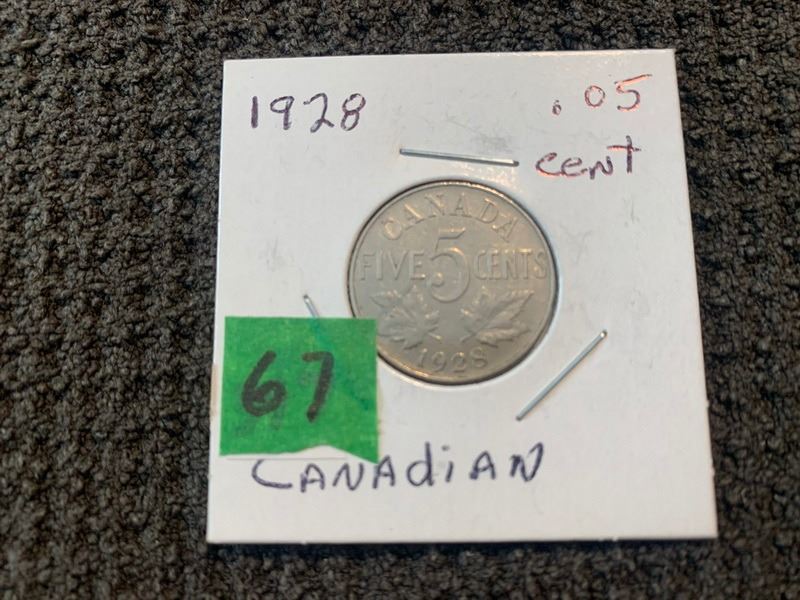 1928
.05
cent
CANADA
FIVE 5 CENTS
1928
67
CANADiAN